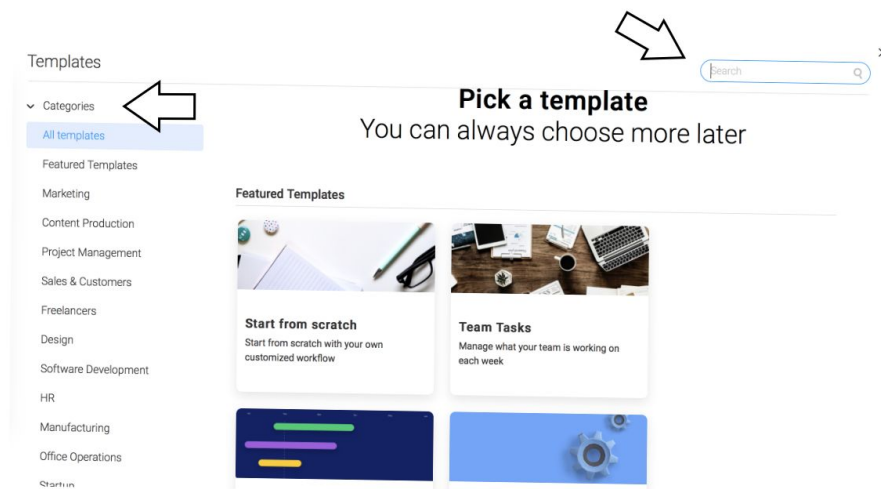 Templates
Search
Categories
All templates
Featured Templates
Marketing
Content Production
Project Management
Sales & Customers
Freelancers
Design
Software Development
HR
Manufacturing
Office Operations
Startup
Pick a template
You can always choose more later
Featured Templates
Start from scratch
Start from scratch with your own
customized workflow
Team Tasks
Manage what your team is working on
each week